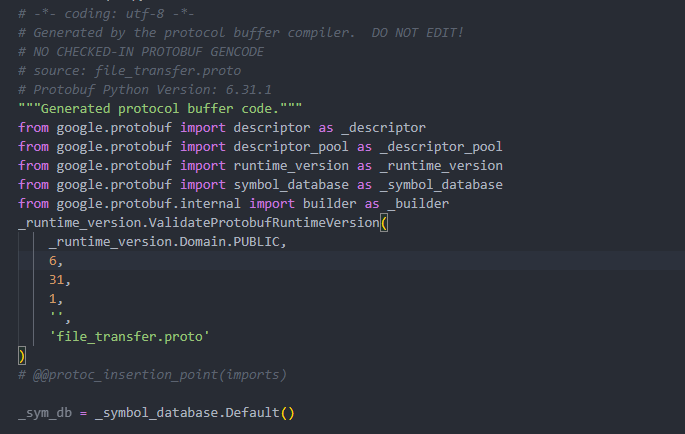 # -*- coding: utf-8 -*-
# Generated by the protocol buffer compiler.  DO NOT EDIT!
# NO CHECKED-IN PROTOBUF GENCODE
# source: file_transfer.proto
# Protobuf Python Version: 6.31.1
"""Generated protocol buffer code."""
from google.protobuf import descriptor as _descriptor
from google.protobuf import descriptor_pool as _descriptor_pool
from google.protobuf import runtime_version as _runtime_version
from google.protobuf import symbol_database as _symbol_database
from google.protobuf.internal import builder as _builder
_runtime_version.ValidateProtobufRuntimeVersion(
    _runtime_version.Domain.PUBLIC,
    6,
    31,
    1,
    '',
    'file_transfer.proto'
)
# @@protoc_insertion_point(imports)
_sym_db = _symbol_database.Default()